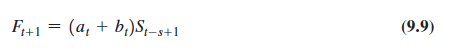 F_{t+1} = (a_t + b_t)S_{t−s+1} (9.9)